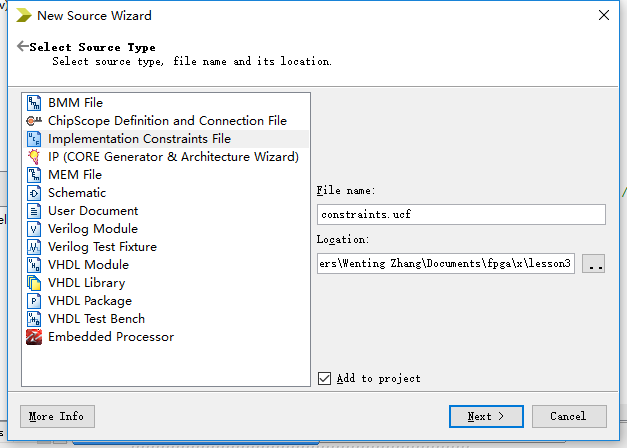 New Source Wizard
Select Source Type
Select source type, file name and its location.
BMM File
ChipScope Definition and Connection File
Implementation Constraints File
IP (CORE Generator & Architecture Wizard)
MEM File
Schematic
User Document
Verilog Module
Verilog Test Fixture
VHDL Module
VHDL Library
VHDL Package
VHDL Test Bench
Embedded Processor
File name:
constraints.ucf
Location:
ers\Wenting Zhang\Documents\fpga\x\lesson3
..
Add to project
More Info
Next >
Cancel